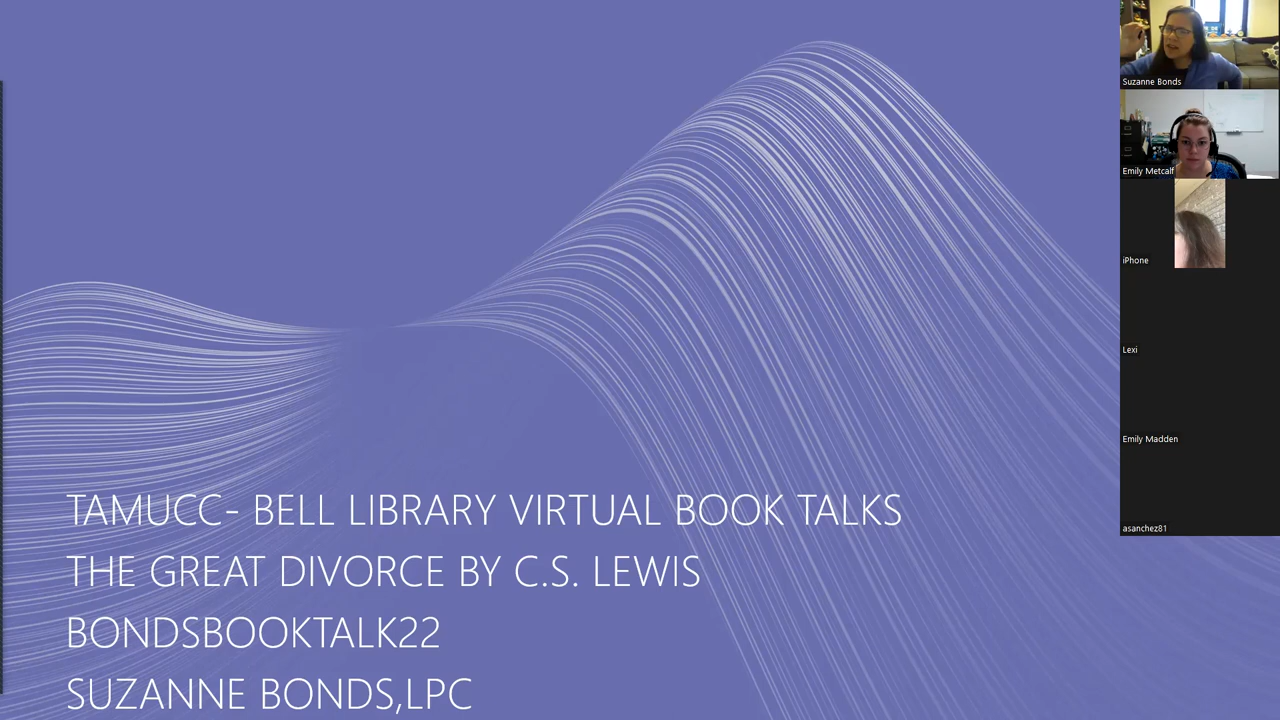 TAMUCC- BELL LIBRARY VIRTUAL BOOK TALKS
THE GREAT DIVORCE BY C.S. LEWIS
BONDSBOOKTALK22
SUZANNE BONDS,LPC
Suzanne Bonds
Emily Metcalf
iPhone
Lexi
Emily Madden
asanchez81